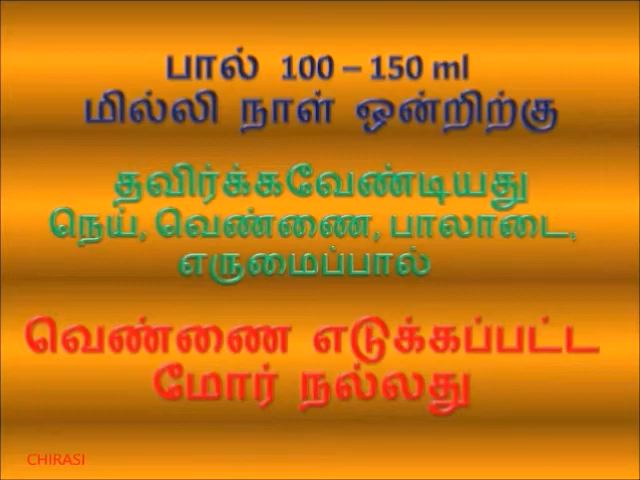 பால் 100 – 150 ml
மில்லி நாள் ஒன்றிற்கு
தவிர்க்கவேண்டியது
நெய், வெண்ணை, பாலாடை,
எருமைப்பால்
வெண்ணை எடுக்கப்பட்ட
மோர் நல்லது
CHIRASI